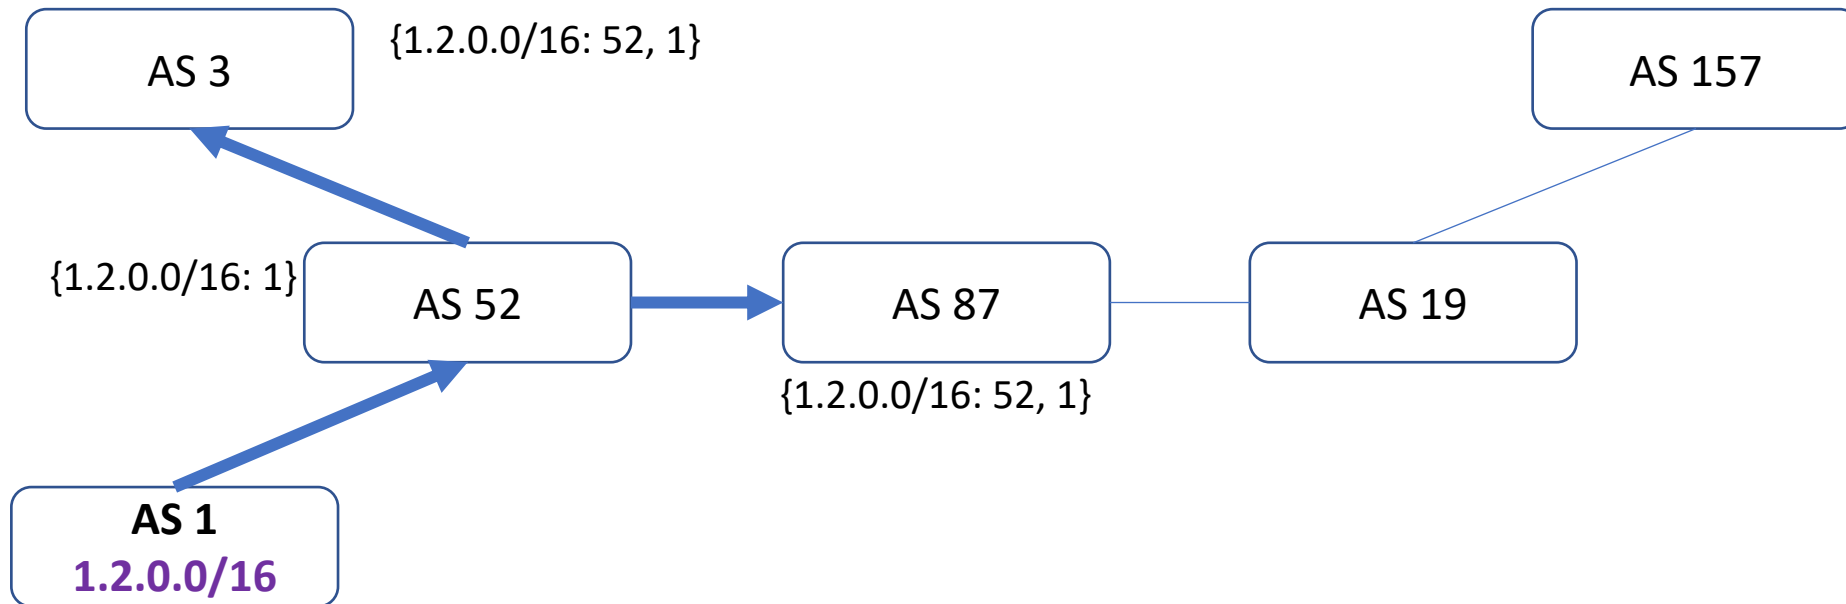 AS 3
{1.2.0.0/16: 52, 1}
AS 157
{1.2.0.0/16: 1}
AS 52
AS 87
AS 19
{1.2.0.0/16: 52, 1}
AS 1
1.2.0.0/16